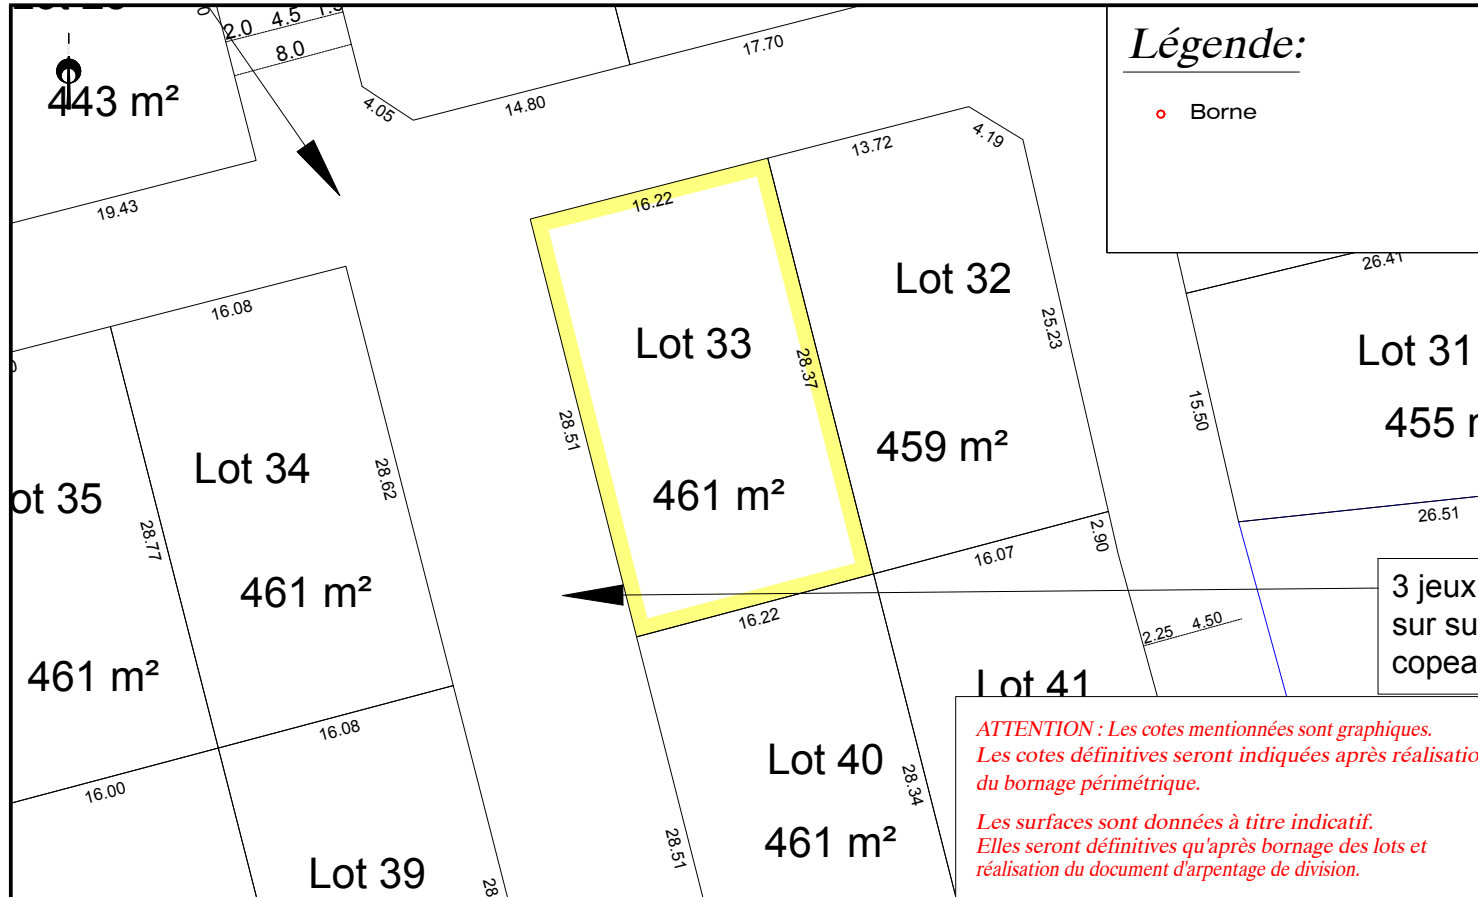 2.0 4.5
8.0
443 m²
4.05
14.80
17.70
19.43
Légende:
Borne
13.72
4.19
16.22
16.08
Lot 32
26.41
25.23
Lot 33
28.37
Lot 31
15.50
455
28.51
459 m²
Lot 34
28.62
Lot 35
28.77
461 m²
26.51
2.90
16.07
461 m²
3 jeux
sur
16.22
2.25 4.50
461 m²
Lot 41
16.08
16.00
Lot 40
28.34
461 m²
28.51
Lot 39
28
ATTENTION : Les cotes mentionnées sont graphiques.
Les cotes définitives seront indiquées après
du bornage périmétrique.
Les surfaces sont données à titre indicatif.
Elles seront définitives qu'après bornage des lots et
réalisation du document d'arpentage de division.